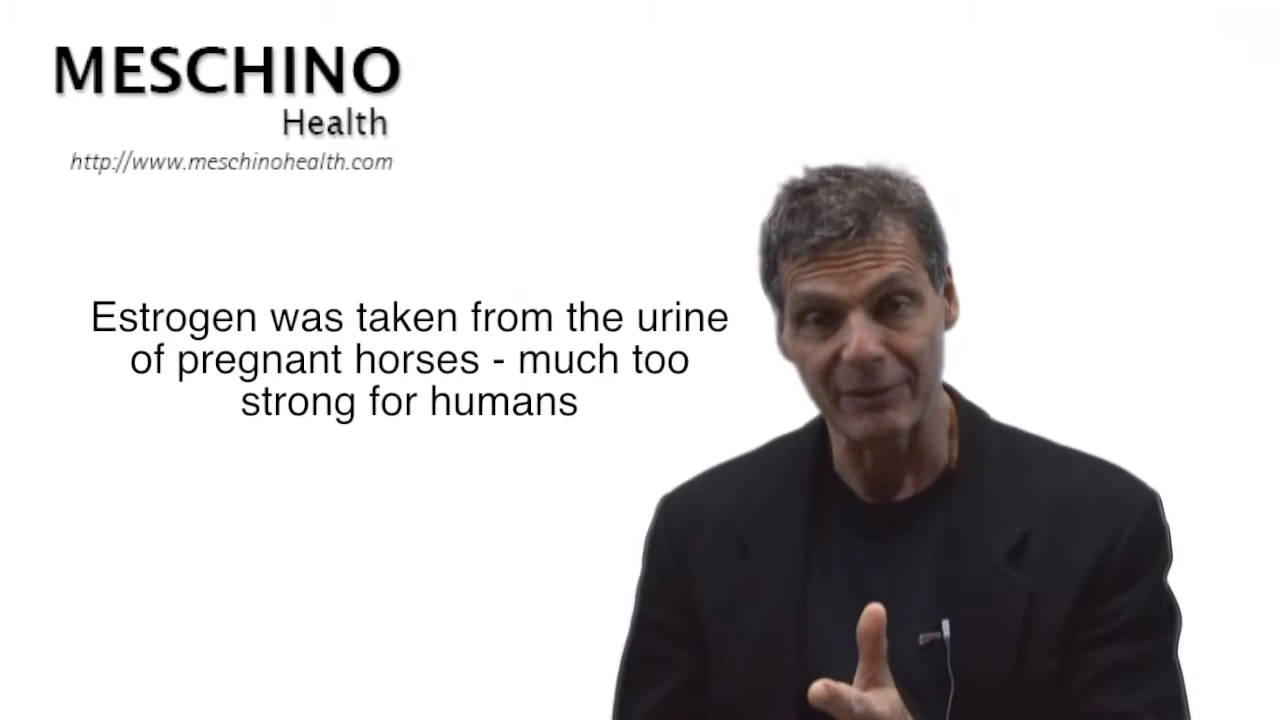 MESCHINO
Health
http://www.meschinohealth.com
Estrogen was taken from the urine
of pregnant horses - much too
strong for humans